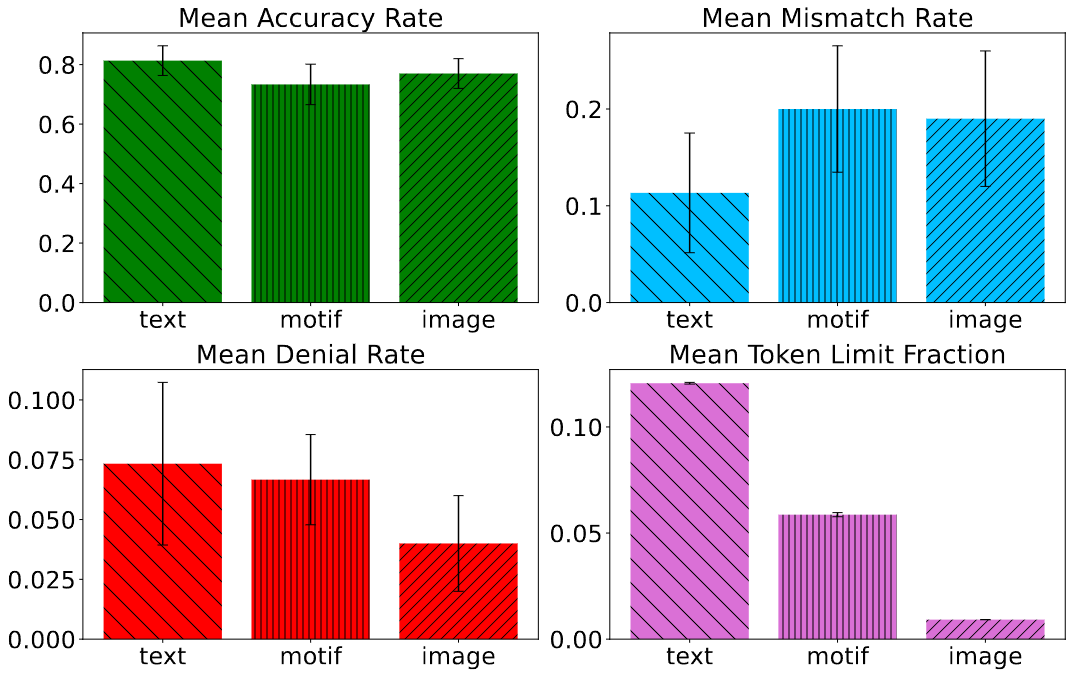 Mean Accuracy Rate
0.8
0.6
0.4
0.2
0.0
text motif image
Mean Mismatch Rate
0.2
0.1
0.0
text motif image
Mean Denial Rate
0.100
0.075
0.050
0.025
0.000
text motif image
Mean Token Limit Fraction
0.10
0.05
0.00
text motif image